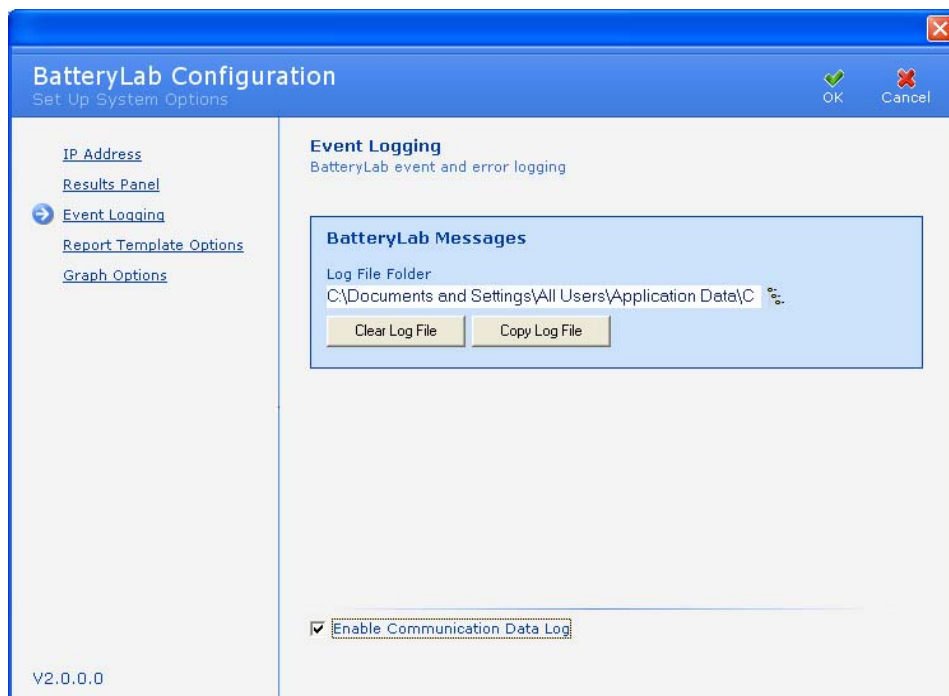 BatteryLab Configuration
Set Up System Options
OK
Cancel
IP Address
Results Panel
Event Logging
Report Template Options
Graph Options
Event Logging
BatteryLab event and error logging
BatteryLab Messages
Log File Folder
C:\Documents and Settings\All Users\Application Data\C
Clear Log File
Copy Log File
Enable Communication Data Log
V2.0.0.0